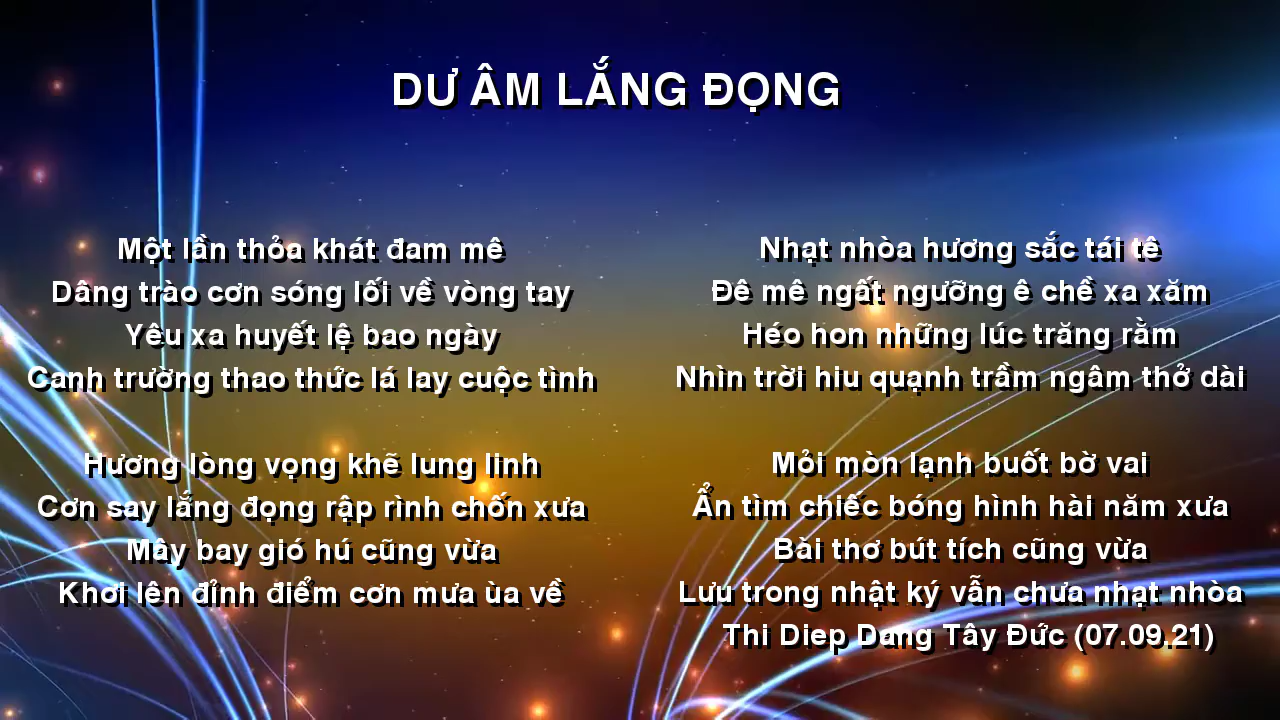 DƯ ÂM LẮNG ĐỌNG
Một lần thỏa khát đam mê
Dâng trào cơn sóng lối về vòng tay
Yêu xa huyết lệ bao ngày
Canh trường thao thức lá lay cuộc tình
Hương lòng vọng khẽ lung linh
Cơn say lắng đọng rập rình chốn xưa
Mây bay gió hú cũng vừa
Khơi lên đỉnh điểm cơn mưa ùa về
Nhạt nhòa hương sắc tái tê
Đê mê ngất ngưỡng ê chề xa xăm
Héo hon những lúc trăng rằm
Nhìn trời hiu quạnh trầm ngâm thở dài
Mỏi mòn lạnh buốt bờ vai
Ẩn tìm chiếc bóng hình hài năm xưa
Bài thơ bút tích cũng vừa
Lưu trong nhật ký vẫn chưa nhạt nhòa
Thi Diep Dang Tây Đức (07.09.21)